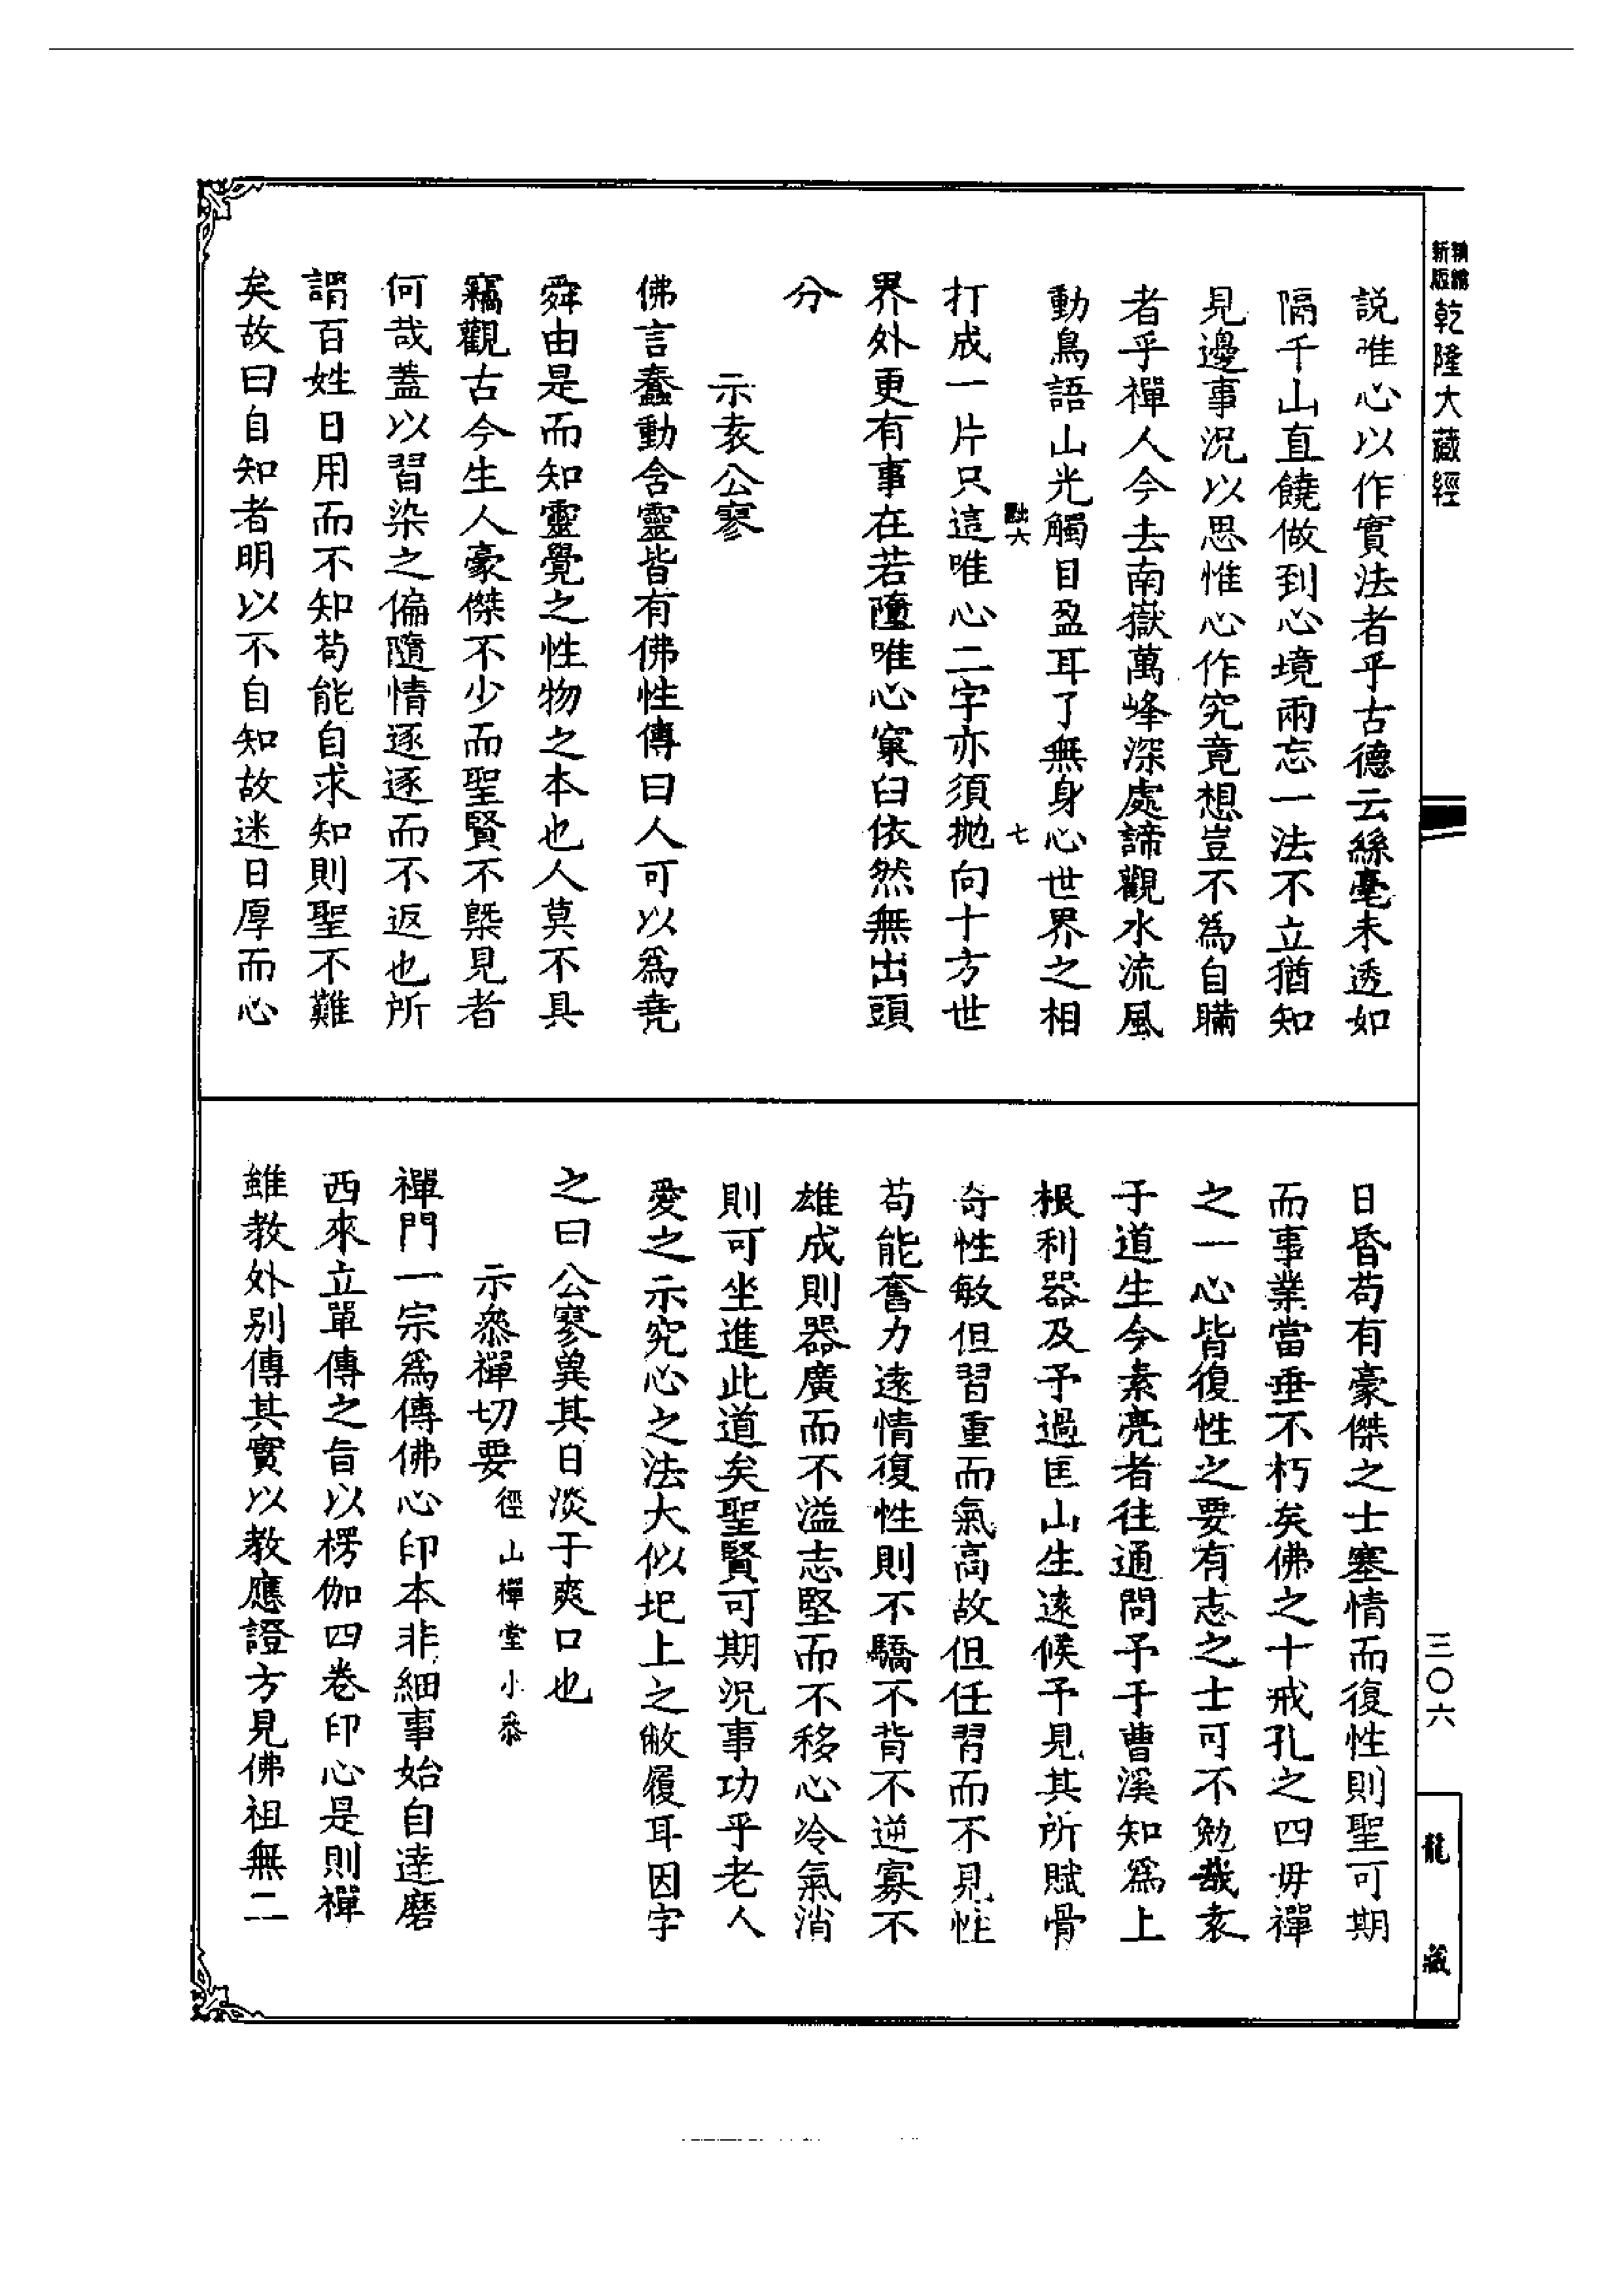 新版
精縮
乾隆大藏經
說唯心以作實法者乎古德云絲毫未透如
隔千山直饒做到心境兩忘一法不立猶知
見邊事況以思惟心作究竟想豈不為自瞞
者乎禪人今去南嶽萬峰深處諦觀水流風
動鳥語山光觸目盈耳了無身心世界之相
六
七
打成一片只這唯心二字亦須拋向十方世
界外更有事在若墮唯心窠臼依然無出頭
分
示袁公寥
佛言蠢動含靈皆有佛性傳曰人可以為堯
舜由是而知靈覺之性物之本也人莫不具
竊觀古今生人豪傑不少而聖賢不槩見者
何哉蓋以習染之偏隨情逐逐而不返也所
謂百姓日用而不知苟能自求知則聖不難
矣故曰自知者明以不自知故迷日厚而心
日昏苟有豪傑之士塞情而復性則聖可期
而事業當垂不朽矣佛之十戒孔之四毋禪
之一心皆復性之要有志之士可不勉哉袁
于道生今素亮者往通問予于曹溪知為上
根利器及予過匡山生遠候予見其所賦骨
奇性敏但習重而氣高故但任習而不見性
苟能奮力遠情復性則不驕不背不逆寡不
雄成則器廣而不溢志堅而不移心冷氣消
則可坐進此道矣聖賢可期況事功乎老人
愛之示究心之法大似圯上之敝履耳因字
之曰公寥兾其日淡于爽口也
示叅禪切要徑山禪堂小叅
禪門一宗為傳佛心印本非細事始自達磨
西來立單傳之旨以楞伽四卷印心是則禪
雖教外別傳其實以教應證方見佛祖無二
三〇六
龍藏